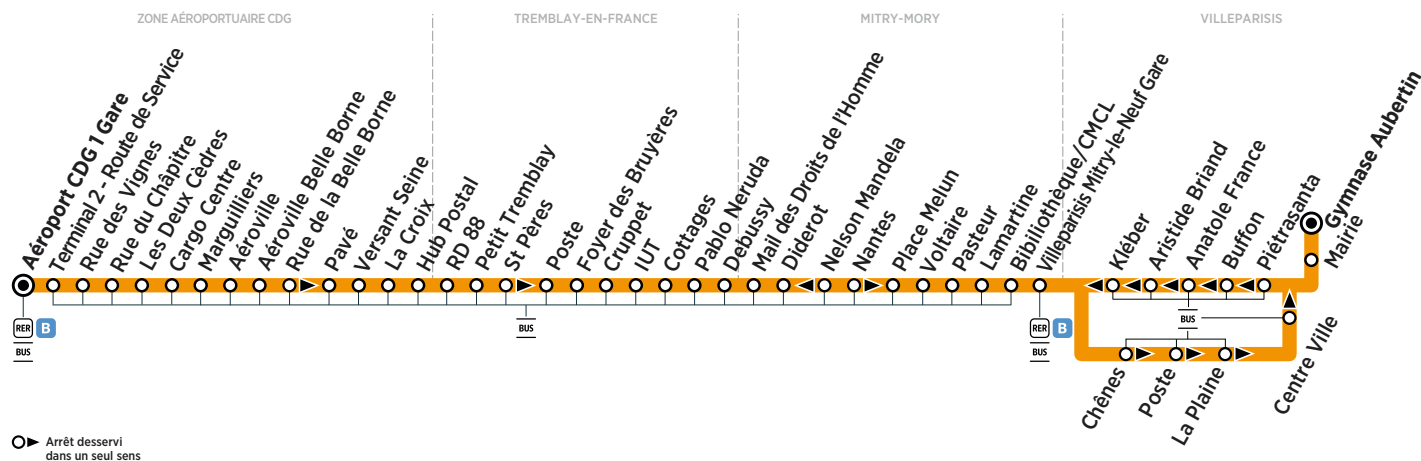 ZONE AÉROPORTUAIRE CDG
TREMBLAY-EN-FRANCE
MITRY-MORY
VILLEPARISIS
Aéroport CDG 1 Gare
Terminal 2 - Route de Service
Rue des Vignes
Rue du Châpitre
Les Deux Cèdres
Cargo Centre
Marguilliers
Aéroville
Aéroville Belle Borne
Rue de la Belle Borne
Pavé
Versant Seine
La Croix
Hub Postal
RD 88
Petit Tremblay
St Pères
Poste
Foyer des Bruyères
Cruppet
IUT
Cottages
Pablo Neruda
Debussy
Mail des Droits de l'Homme
Diderot
Nelson Mandela
Nantes
Place Melun
Voltaire
Pasteur
Lamartine
Bibiliothèque/CMCL
Villeparisis Mitry-le-Neuf Gare
Kléber
Aristide Briand
Anatole France
Buffon
Piétrasanta
Gymnase Aubertin
Mairie
Centre Ville
Chênes
Poste
La Plaine
RER B
BUS
BUS
RER B
BUS
BUS
Arrêt desservi
dans un seul sens